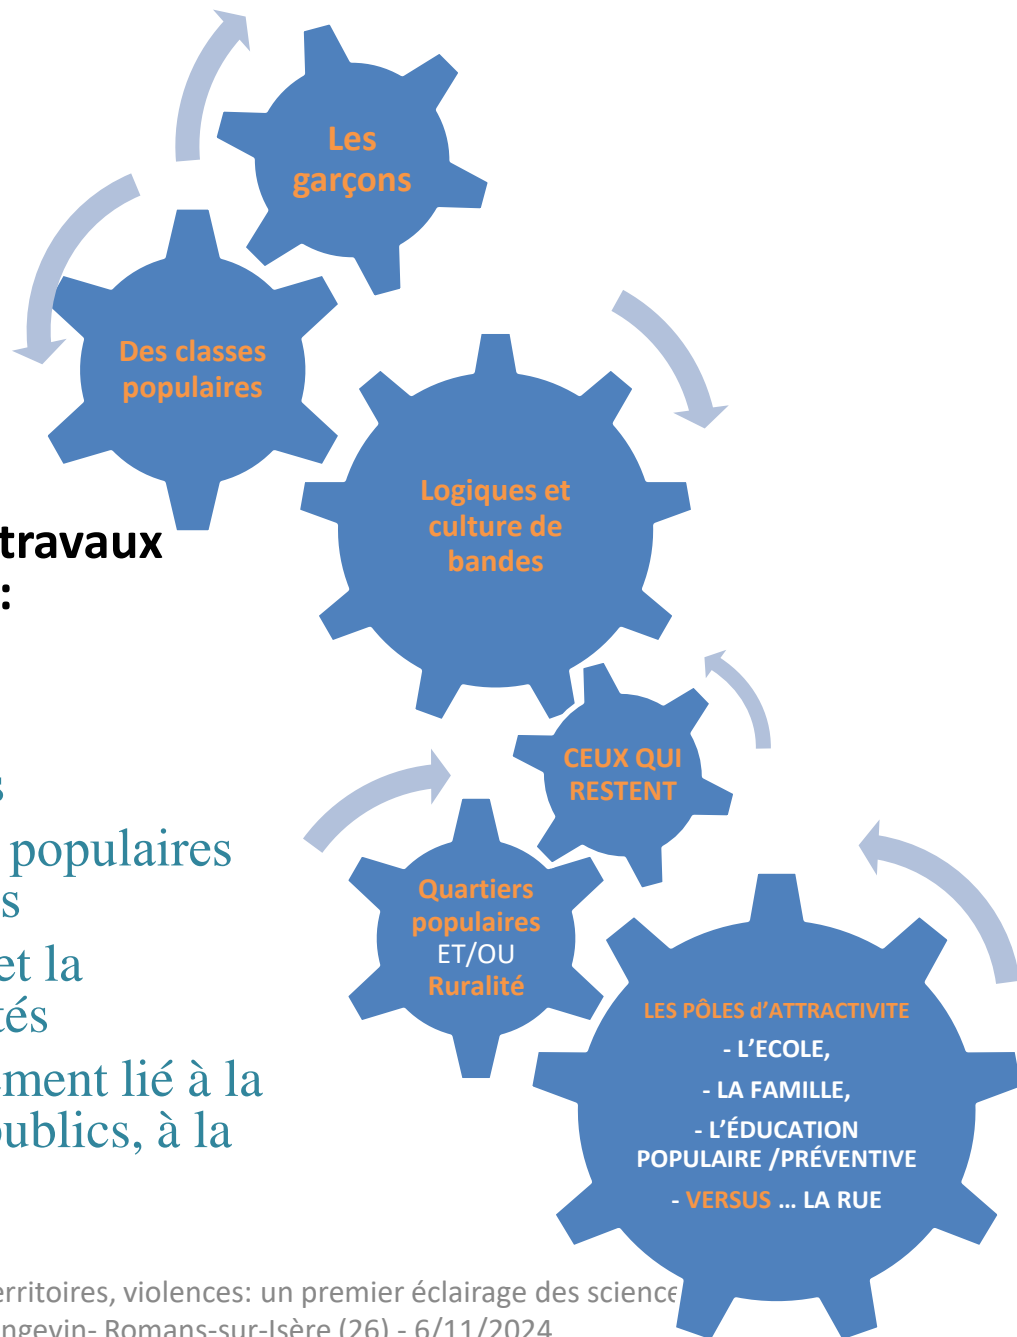 Les
garçons
Des classes
populaires
Logiques et
culture de
bandes
travaux
:
CEUX QUI
RESTENT
s
populaires
s
et la
tés
ement lié à la
publics, à la
Quartiers
populaires
ET/OU
Ruralité
LES PÔLES d'ATTRACTIVITE
- L'ECOLE,
- LA FAMILLE,
- L'ÉDUCATION
POPULAIRE /PRÉVENTIVE
- VERSUS ... LA RUE
erritoires, violences: un premier éclairage des science
ngevin- Romans-sur-Isère (26) - 6/11/2024